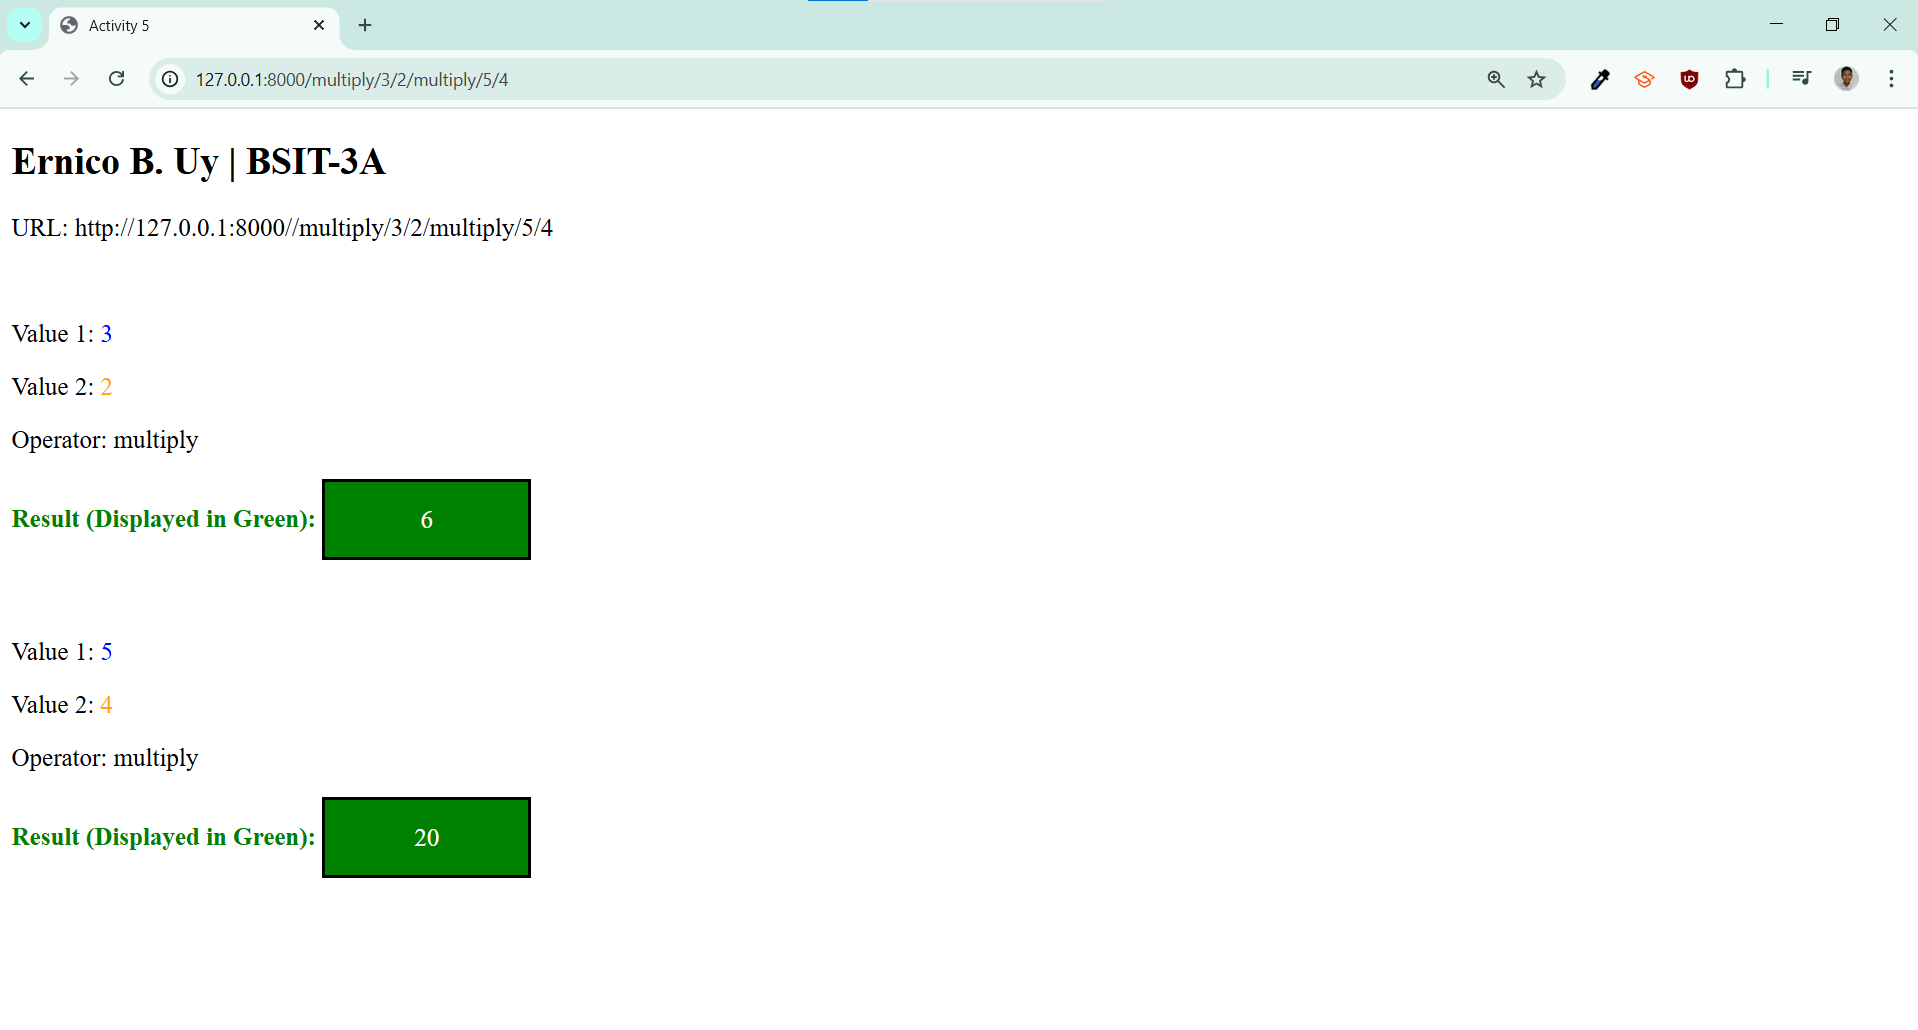 Activity 5
127.0.0.1:8000/multiply/3/2/multiply/5/4
Ernico B. Uy | BSIT-3A
URL: http://127.0.0.1:8000//multiply/3/2/multiply/5/4
Value 1: 3
Value 2: 2
Operator: multiply
Result (Displayed in Green): 6
Value 1: 5
Value 2: 4
Operator: multiply
Result (Displayed in Green): 20